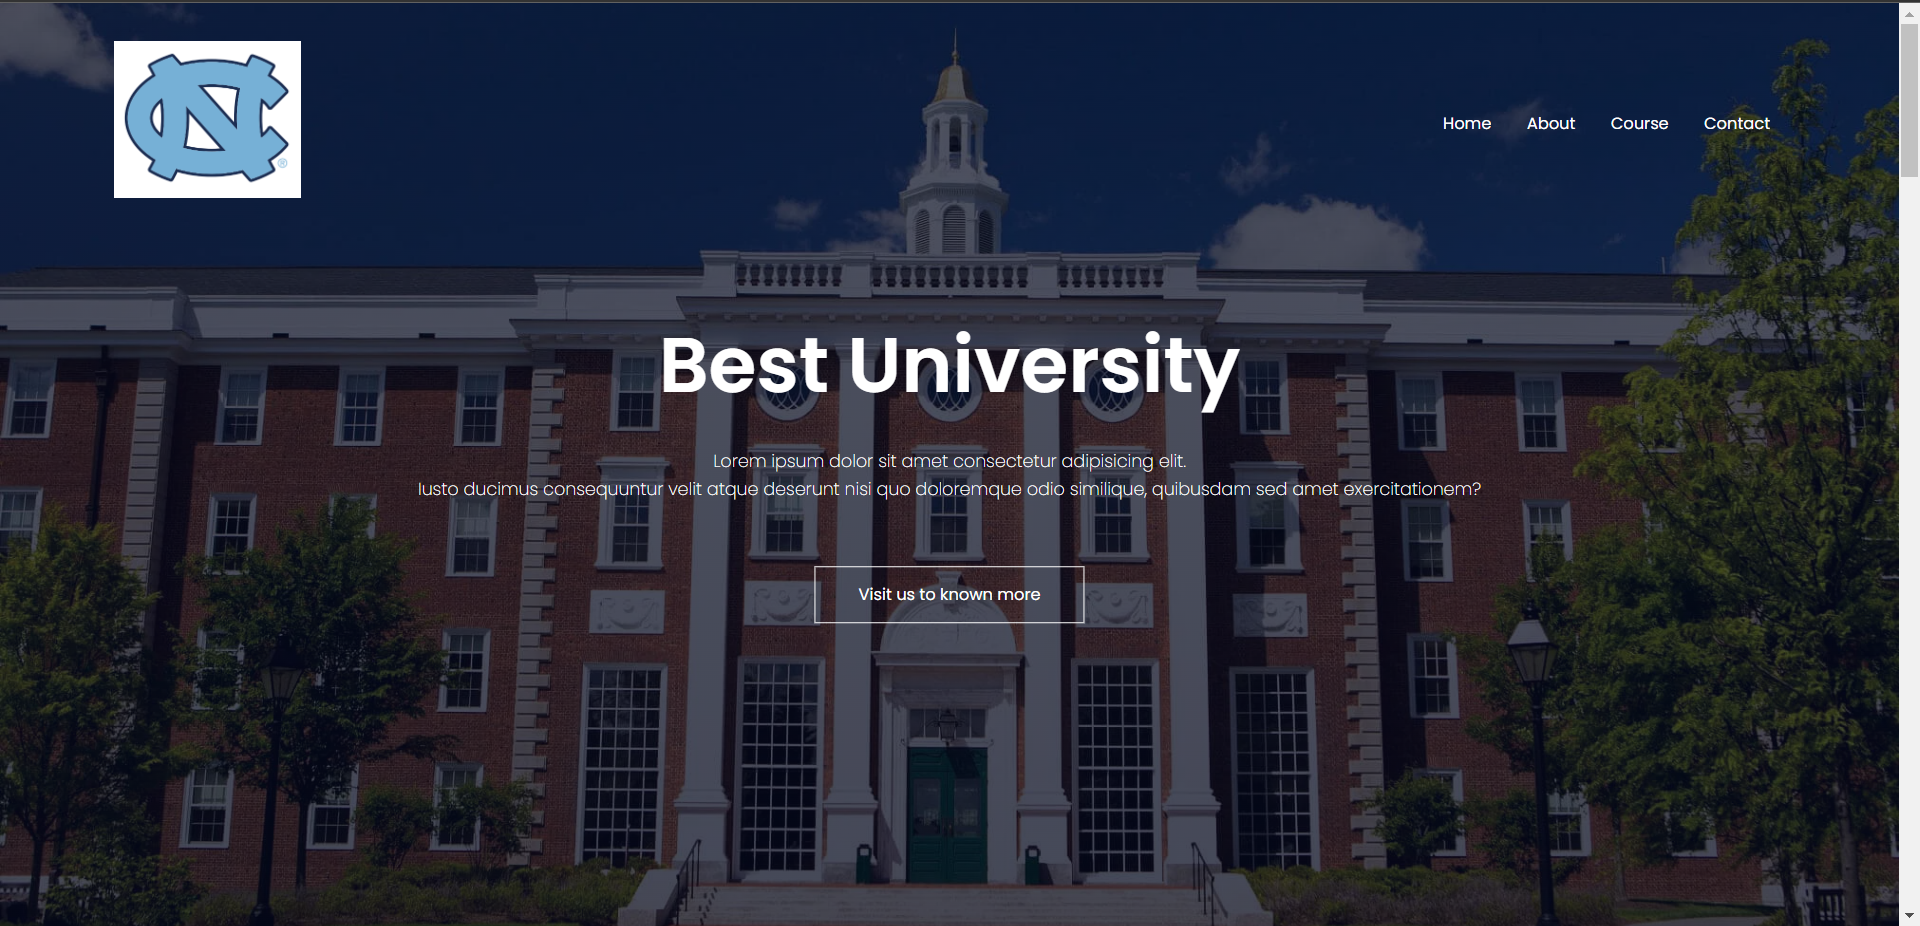 NC
®
Home About Course Contact
Best University
Lorem ipsum dolor sit amet consectetur adipisicing elit.
Iusto ducimus consequuntur velit atque deserunt nisi quo doloremque odio similique, quibusdam sed amet exercitationem?
Visit us to known more